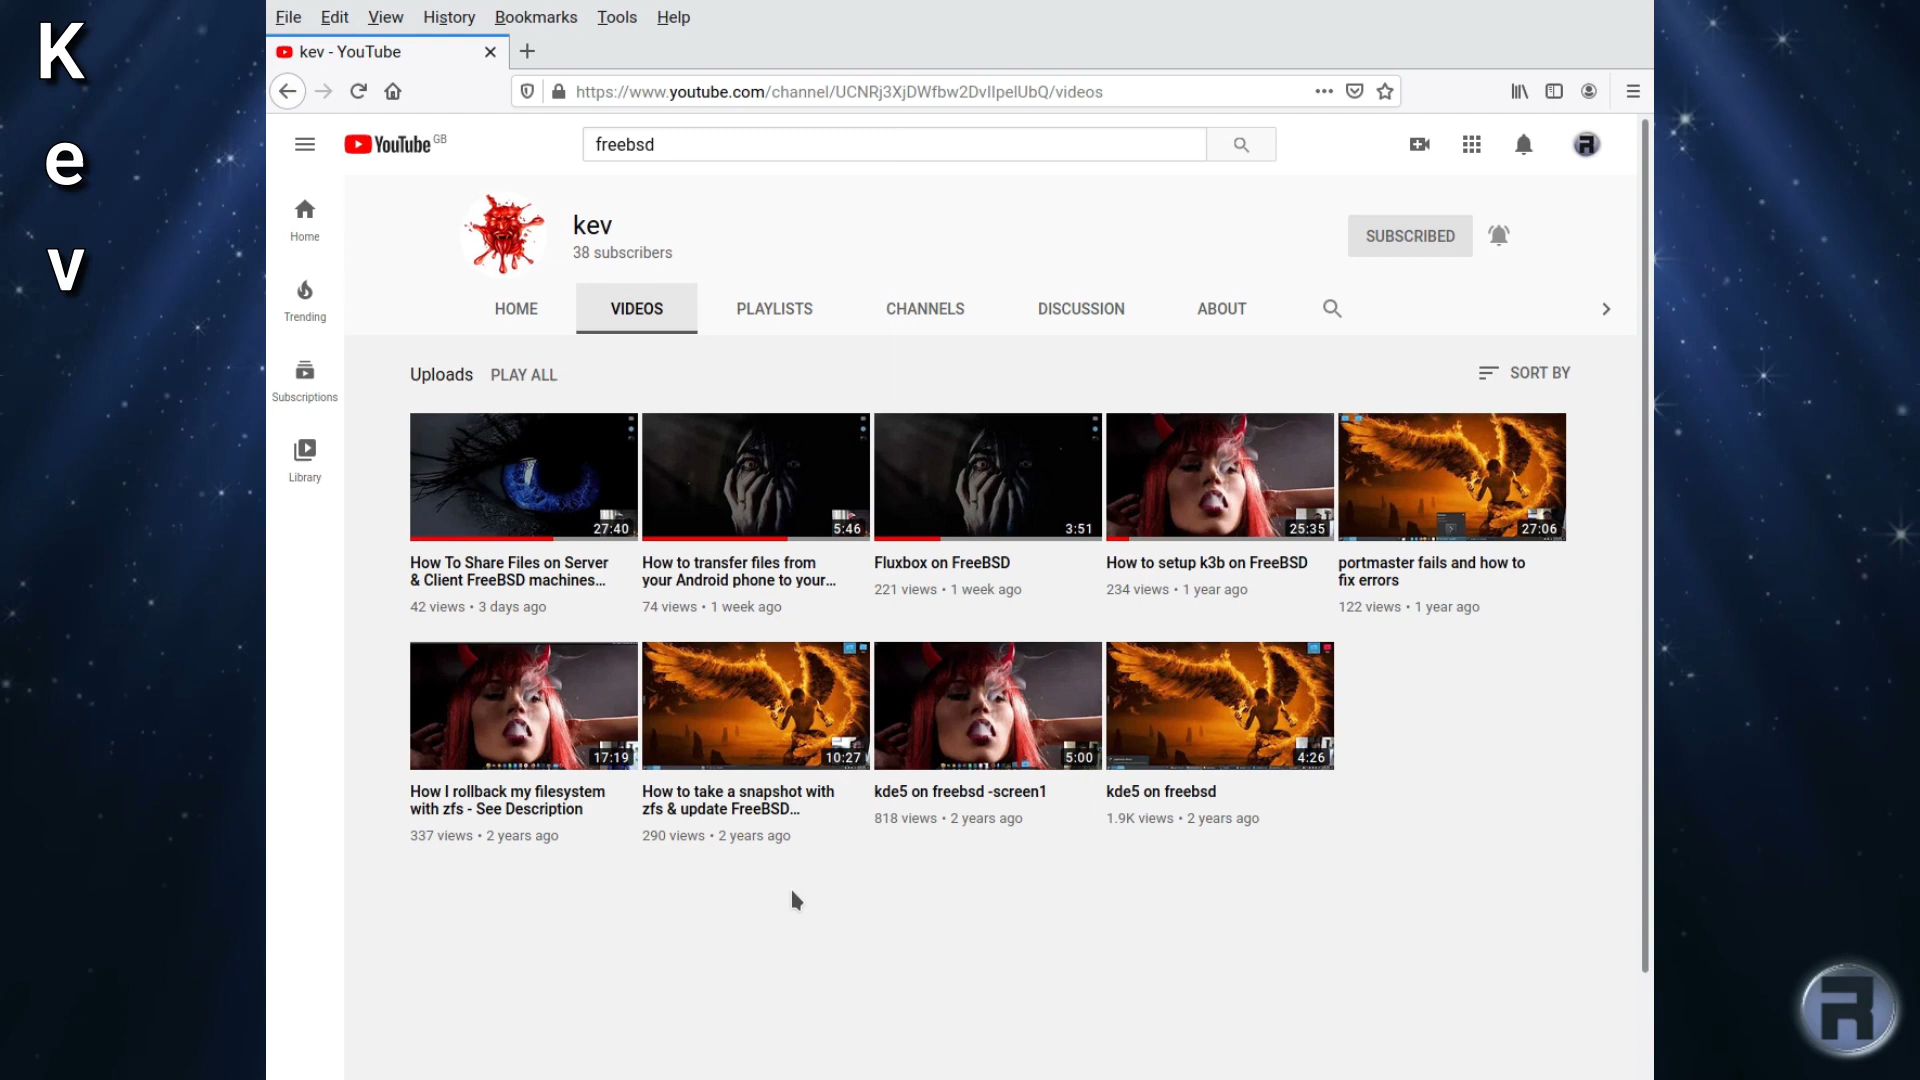 K
e
v
File Edit View History Bookmarks Tools Help
kev - YouTube
https://www.youtube.com/channel/UCNRj3XjDWfbw2DvIIpelUbQ/videos
YouTube GB
freebsd
Home
Trending
Subscriptions
Library
kev
38 subscribers
SUBSCRIBED
HOME VIDEOS PLAYLISTS CHANNELS DISCUSSION ABOUT
Uploads PLAY ALL
SORT BY
27:40
How To Share Files on Server
& Client FreeBSD machines...
42 views • 3 days ago
5:46
How to transfer files from
your Android phone to your...
74 views • 1 week ago
3:51
Fluxbox on FreeBSD
221 views • 1 week ago
25:35
How to setup k3b on FreeBSD
234 views • 1 year ago
27:06
portmaster fails and how to
fix errors
122 views • 1 year ago
17:19
How I rollback my filesystem
with zfs - See Description
337 views • 2 years ago
10:27
How to take a snapshot with
zfs & update FreeBSD...
290 views • 2 years ago
5:00
kde5 on freebsd -screen1
818 views • 2 years ago
4:26
kde5 on freebsd
1.9K views • 2 years ago
R